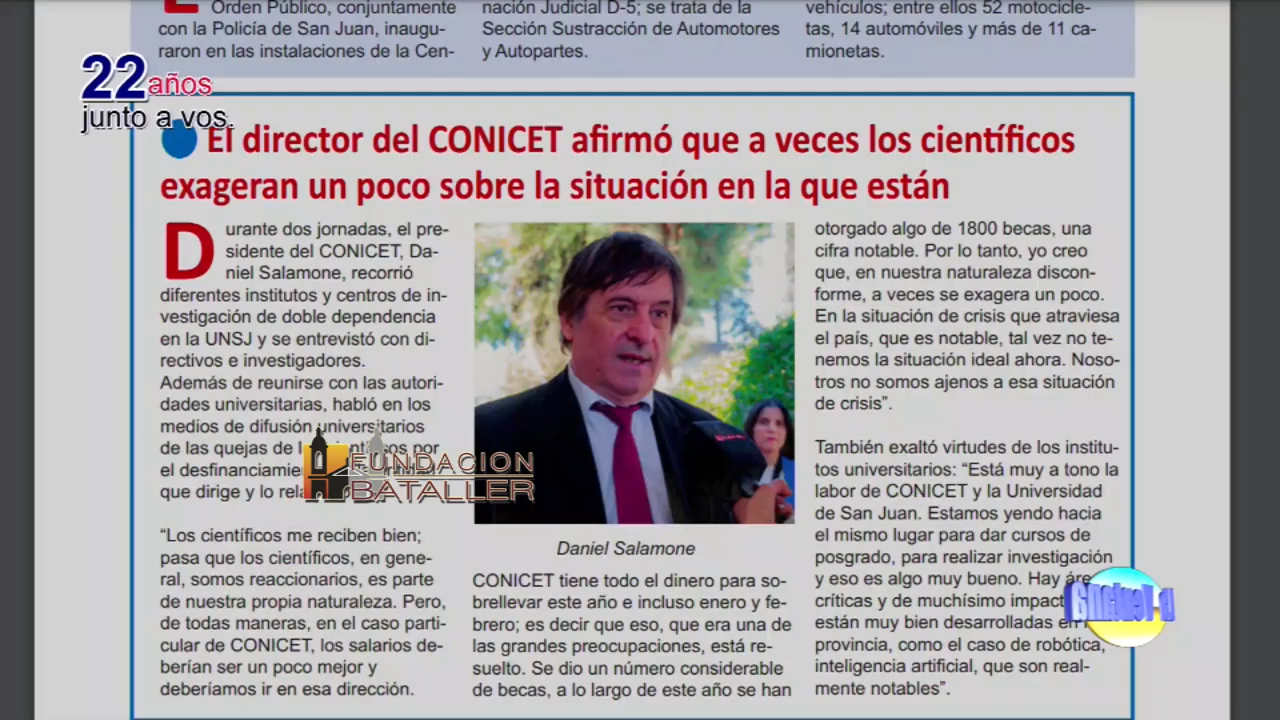 Orden Público, conjuntamente
con la Policía de San Juan, inaugu-
raron en las instalaciones de la Cen-
nación Judicial D-5; se trata de la
Sección Sustracción de Automotores
y Autopartes.
vehículos; entre ellos 52 motocicle-
tas, 14 automóviles y más de 11 ca-
mionetas.
22 años
junto a vos.
El director del CONICET afirmó que a veces los científicos
exageran un poco sobre la situación en la que están
Durante dos jornadas, el pre-
sidente del CONICET, Da-
niel Salamone, recorrió
diferentes institutos y centros de in-
vestigación de doble dependencia
en la UNSJ y se entrevistó con di-
rectivos e investigadores.
Además de reunirse con las autori-
dades universitarias, habló en los
medios de difusión universitarios
de las quejas de por
el
que dirige y lo
“Los científicos me reciben bien;
pasa que los científicos, en gene-
ral, somos reaccionarios, es parte
de nuestra propia naturaleza. Pero,
de todas maneras, en el caso parti-
cular de CONICET, los salarios de-
berían ser un poco mejor y
deberíamos ir en esa dirección.
FUNDACION
BATALLER
Daniel Salamone
CONICET tiene todo el dinero para so-
brellevar este año e incluso enero y fe-
brero; es decir que eso, que era una de
las grandes preocupaciones, está re-
suelto. Se dio un número considerable
de becas, a lo largo de este año se han
otorgado algo de 1800 becas, una
cifra notable. Por lo tanto, yo creo
que, en nuestra naturaleza discon-
forme, a veces se exagera un poco.
En la situación de crisis que atraviesa
el país, que es notable, tal vez no te-
nemos la situación ideal ahora. Noso-
tros no somos ajenos a esa situación
de crisis”.
También exaltó virtudes de los institu-
tos universitarios: “Está muy a tono la
labor de CONICET y la Universidad
de San Juan. Estamos yendo hacia
el mismo lugar para dar cursos de
posgrado, para realizar investigación
y eso es algo muy bueno. Hay
críticas y de muchísimo
están muy bien desarrolladas en
provincia, como el caso de robótica,
inteligencia artificial, que son real-
mente notables”.